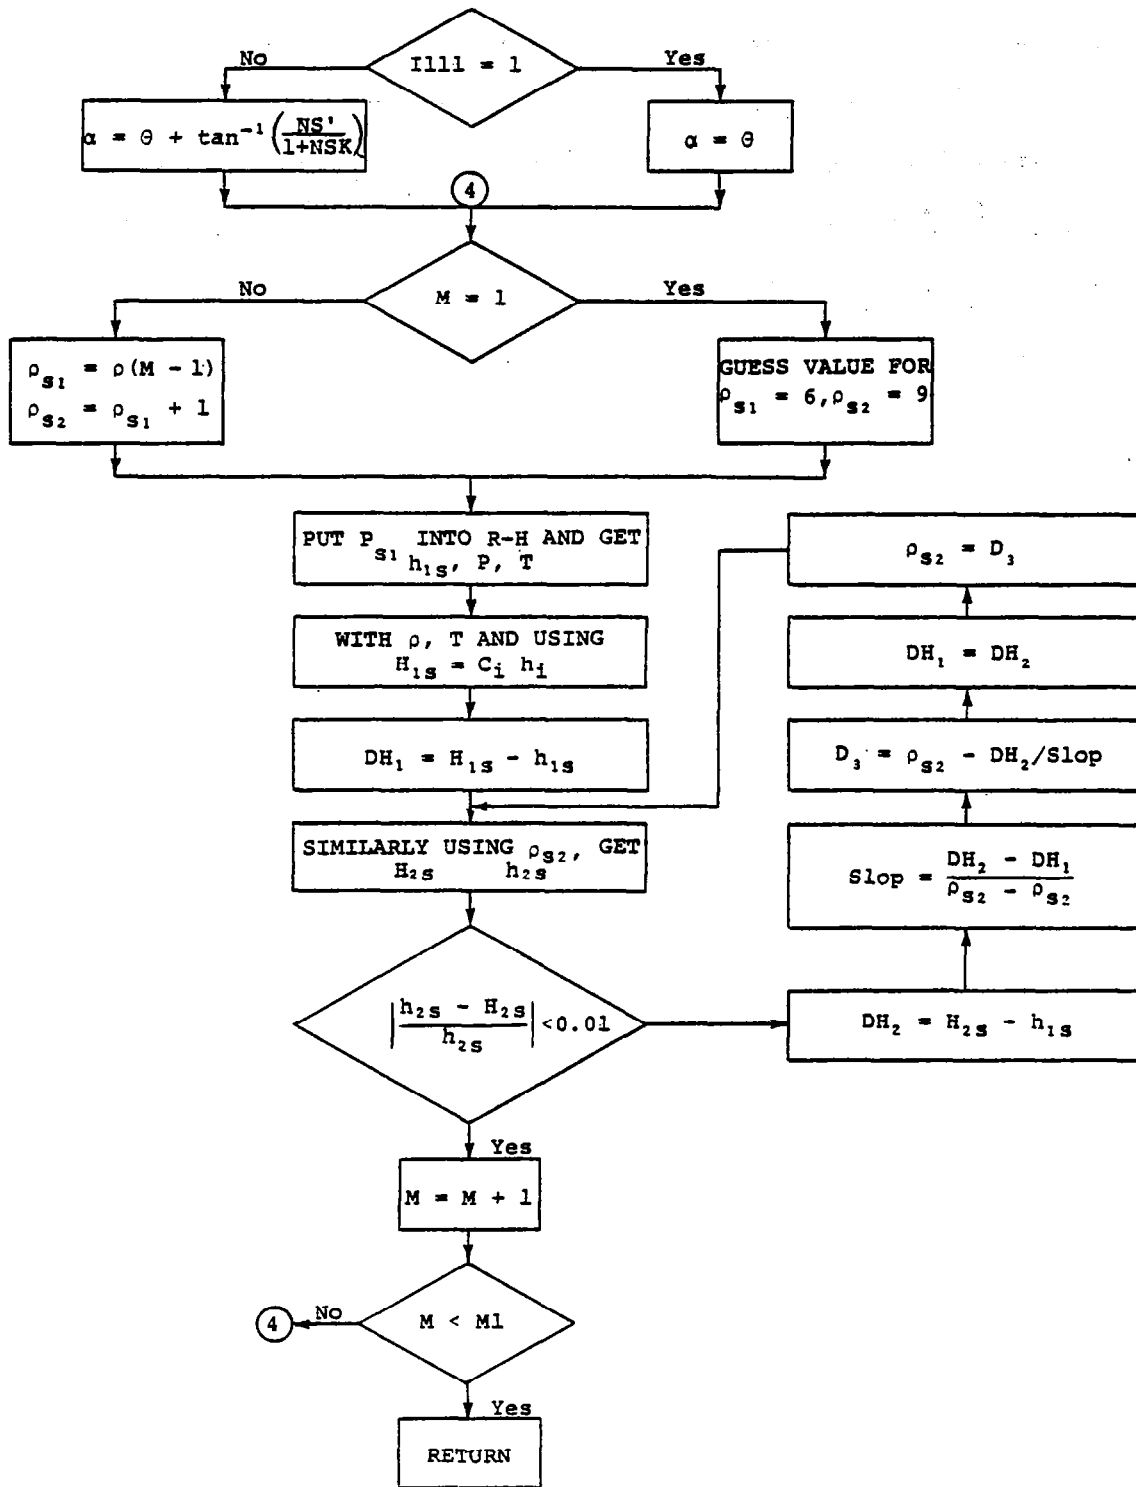 I111 = 1
No
Yes
α = Θ + tan⁻¹(NS'/1+NSK)
α = Θ
4
M = 1
No
Yes
ρs1 = ρ(M - 1)
ρs2 = ρs1 + 1
GUESS VALUE FOR
ρs1 = 6, ρs2 = 9
PUT Ps1 INTO R-H AND GET
h1s, P, T
WITH ρ, T AND USING
H1s = Ci hi
DH1 = H1s - h1s
SIMILARLY USING ρs2, GET
H2s h2s
|h2s - H2s / h2s| <0.01
DH2 = H2s - h1s
Slop = DH2 - DH1 / ρs2 - ρs2
D3 = ρs2 - DH2/Slop
DH1 = DH2
ρs2 = D3
Yes
M = M + 1
M < M1
No
4
Yes
RETURN